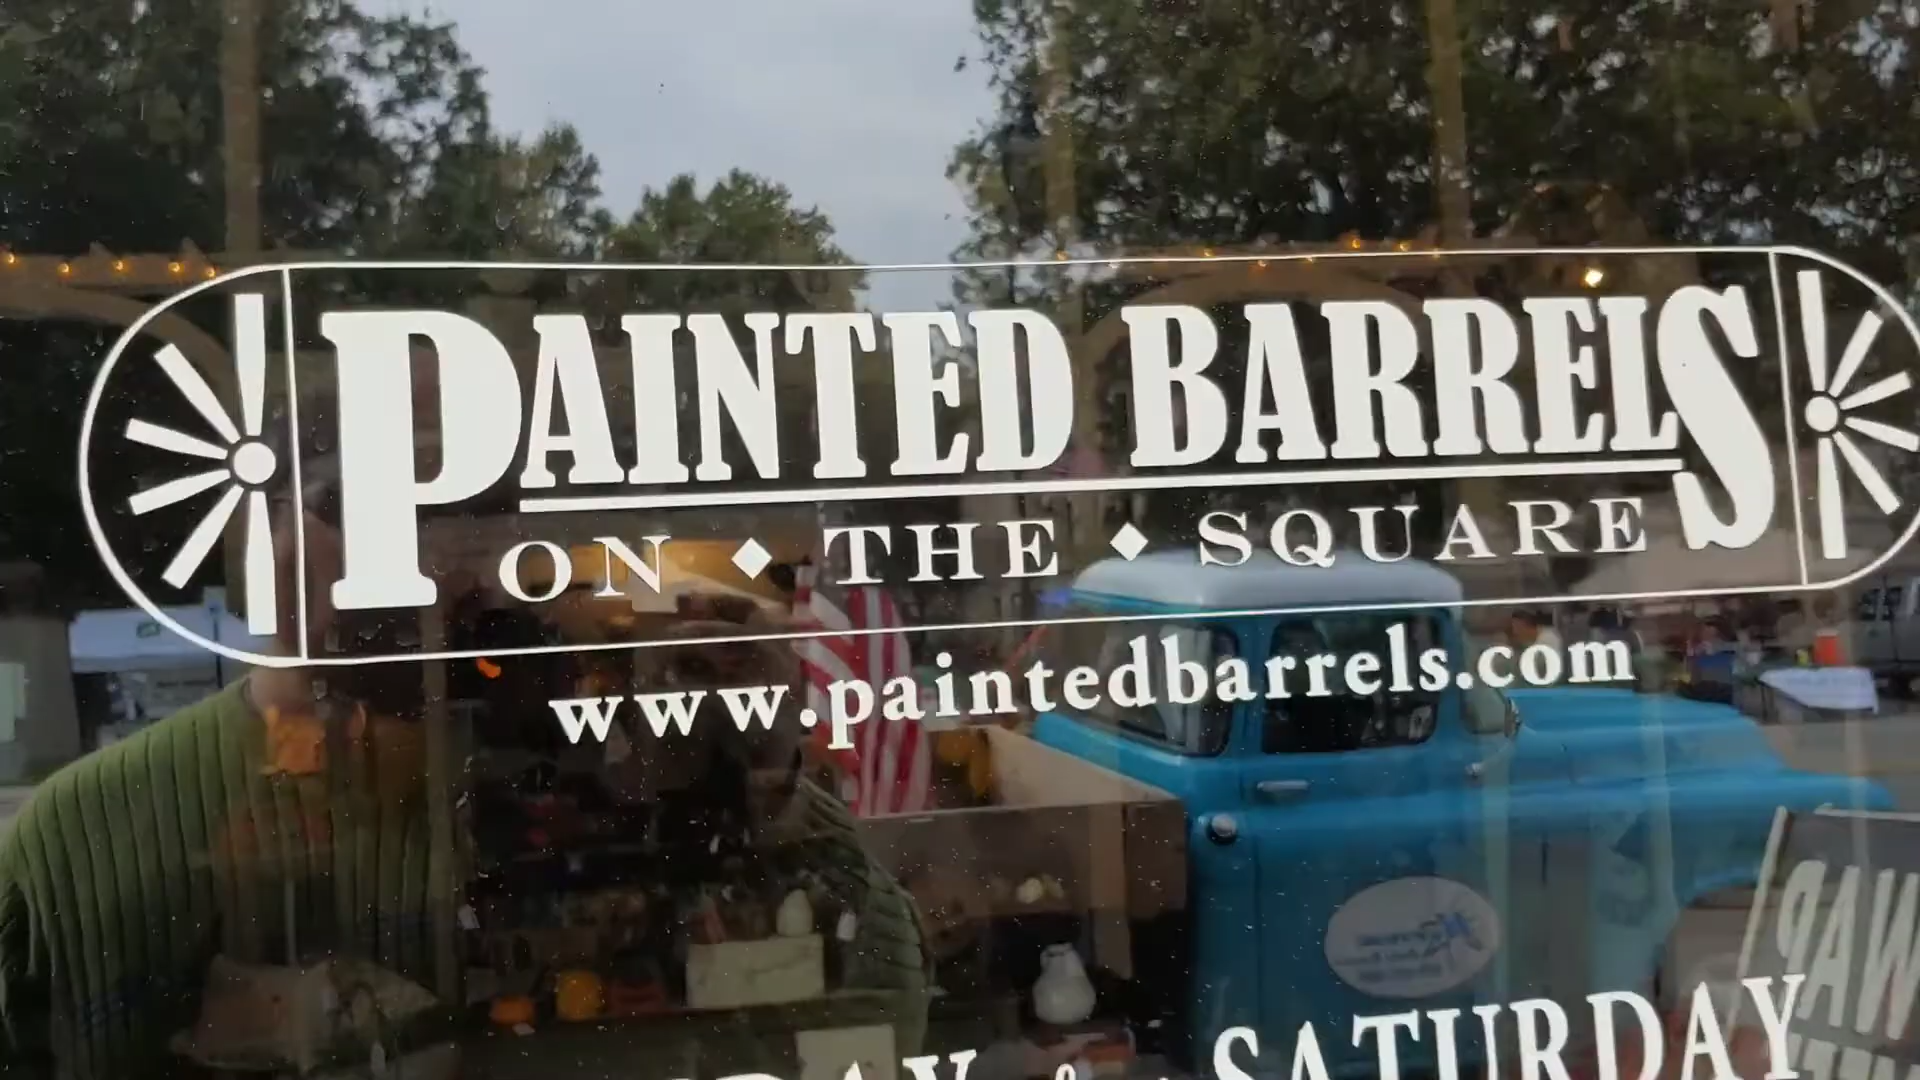 PAINTED BARRELS
ON ◆ THE ◆ SQUARE
www.paintedbarrels.com
SATURDAY